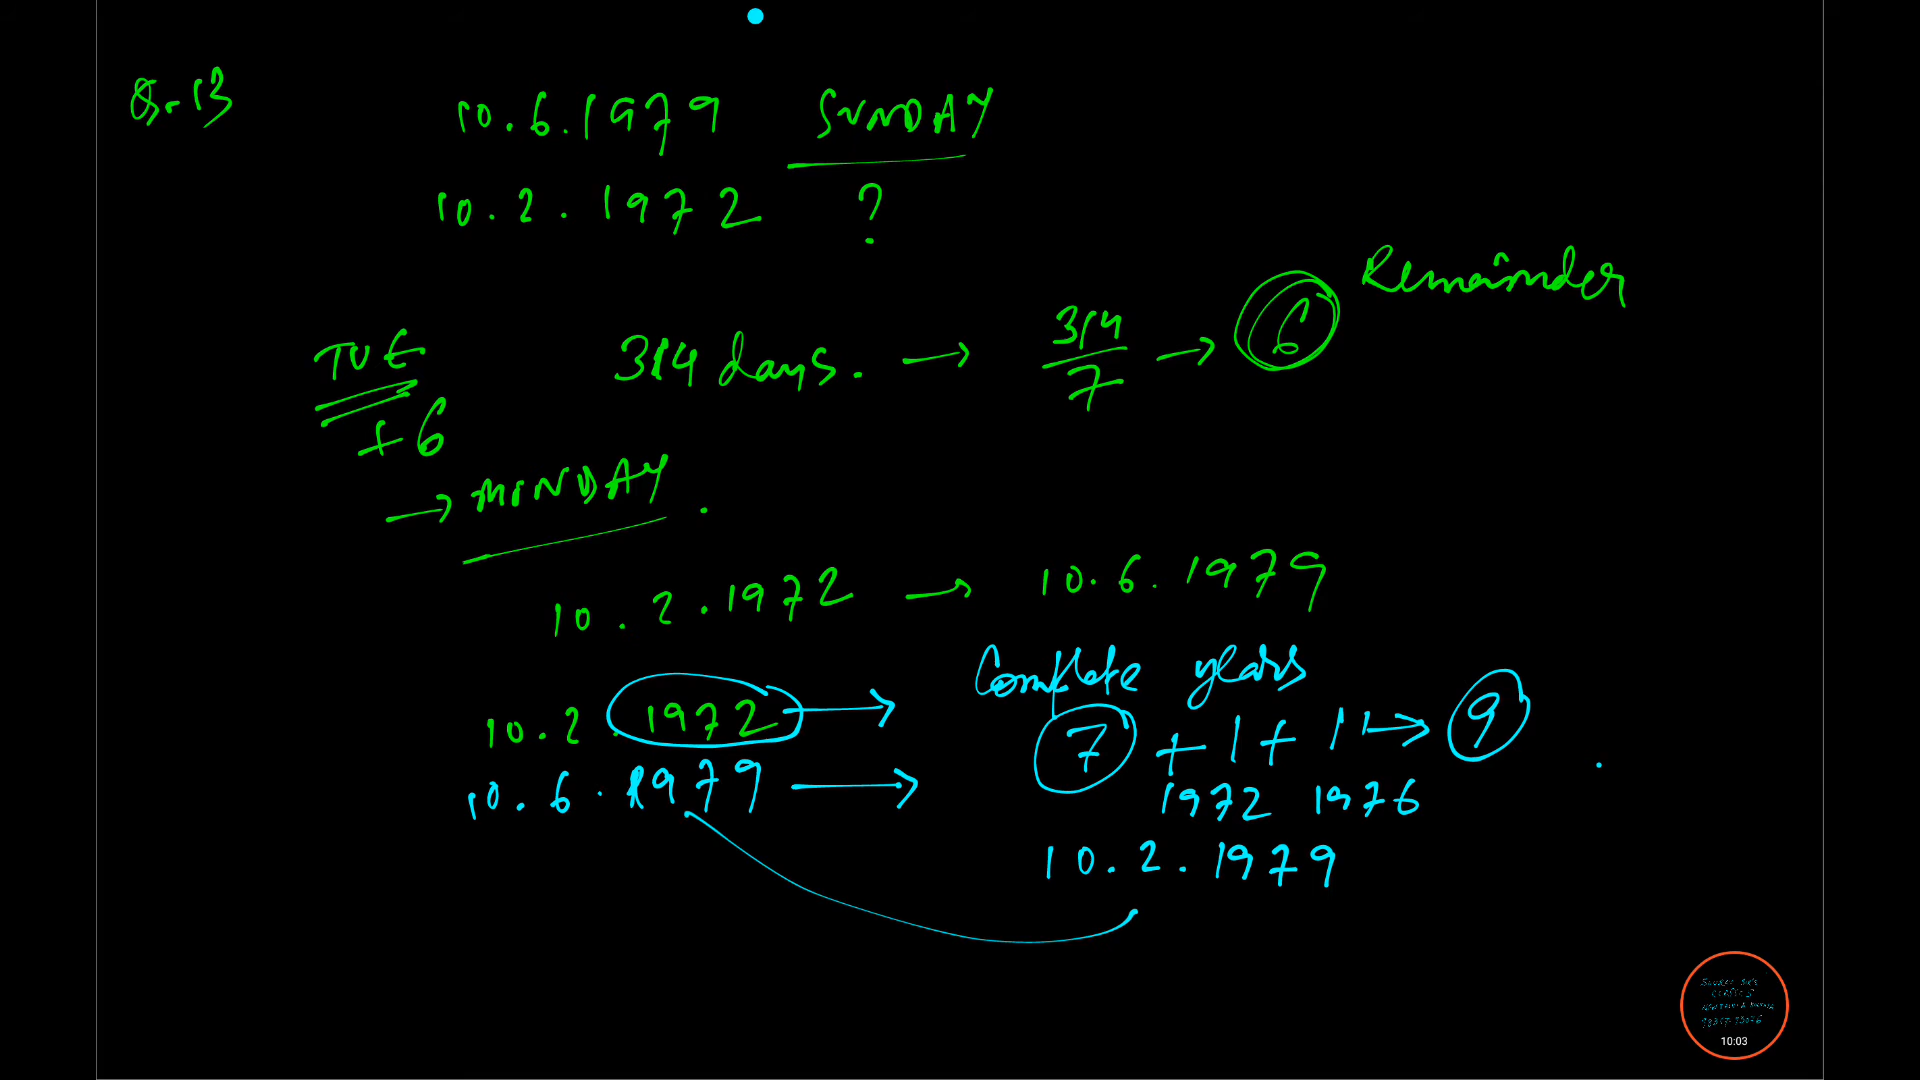 Q-13
10.6.1979 SUNDAY
10.2.1972 ?
TUE 314 days. → 314/7 → 6 Remainder
+6
→ MONDAY.
10.2.1972 → 10.6.1979
10.2.1972 → Complete years
7 + 1 + 1 → 9
10.6.1979 → 1972 1976
10.2.1979
10:03